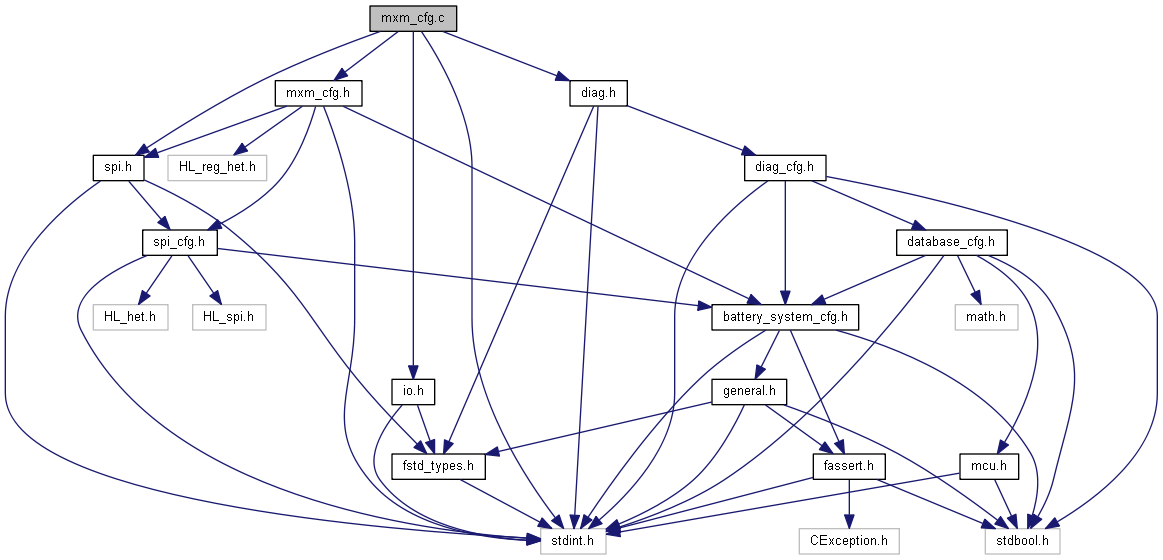 mxm_cfg.c
mxm_cfg.h
diag.h
spi.h
HL_reg_het.h
diag_cfg.h
spi_cfg.h
database_cfg.h
HL_het.h
HL_spi.h
battery_system_cfg.h
math.h
io.h
general.h
fstd_types.h
fassert.h
mcu.h
stdint.h
CException.h
stdbool.h